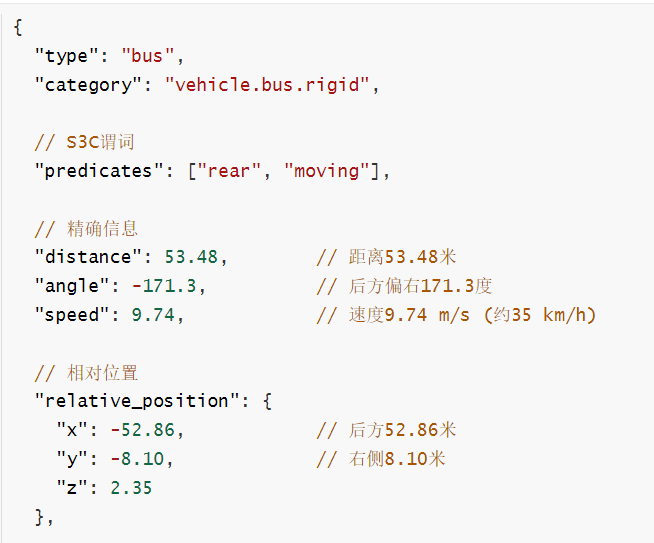 {
  "type": "bus",
  "category": "vehicle.bus.rigid",
  // S3C谓词
  "predicates": ["rear", "moving"],
  // 精确信息
  "distance": 53.48,        // 距离53.48米
  "angle": -171.3,          // 后方偏右171.3度
  "speed": 9.74,            // 速度9.74 m/s (约35 km/h)
  // 相对位置
  "relative_position": {
    "x": -52.86,            // 后方52.86米
    "y": -8.10,             // 右侧8.10米
    "z": 2.35
  },